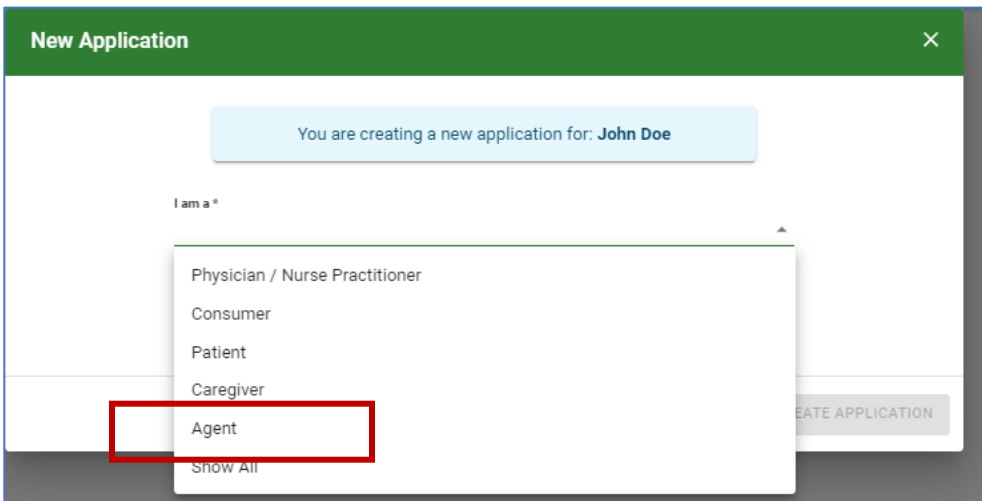 New Application
You are creating a new application for: John Doe
I am a *
Physician / Nurse Practitioner
Consumer
Patient
Caregiver
Agent
EATE APPLICATION
Show All